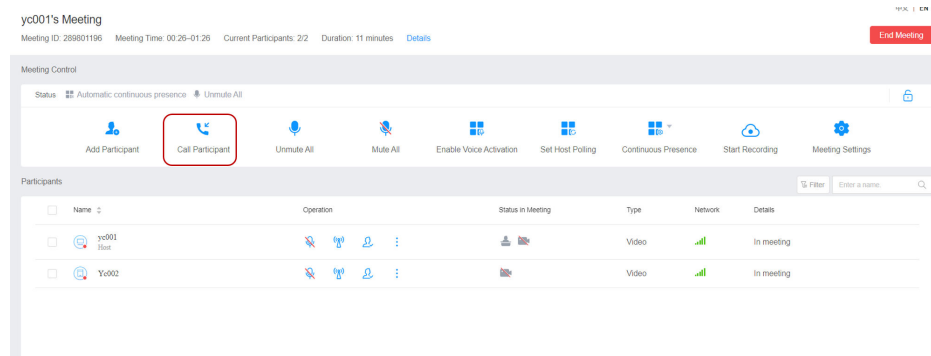 中文 | EN
yc001's Meeting
Meeting ID: 289801196 Meeting Time: 00:26–01:26 Current Participants: 2/2 Duration: 11 minutes Details
End Meeting
Meeting Control
Status Automatic continuous presence Unmute All
Add Participant Call Participant Unmute All Mute All Enable Voice Activation Set Host Polling Continuous Presence Start Recording Meeting Settings
Participants
Filter Enter a name.
Name Operation Status in Meeting Type Network Details
yc001
Host
Video In meeting
Yc002 Video In meeting